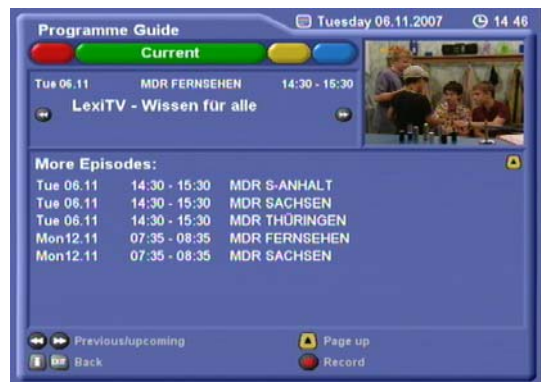 Programme Guide
Tuesday 06.11.2007 14 46
Current
Tue 06.11 MDR FERNSEHEN 14:30 - 15:30
LexiTV - Wissen für alle
More Episodes:
Tue 06.11 14:30 - 15:30 MDR S-ANHALT
Tue 06.11 14:30 - 15:30 MDR SACHSEN
Tue 06.11 14:30 - 15:30 MDR THÜRINGEN
Mon12.11 07:35 - 08:35 MDR FERNSEHEN
Mon12.11 07:35 - 08:35 MDR SACHSEN
Previous/upcoming
Page up
Back
Record